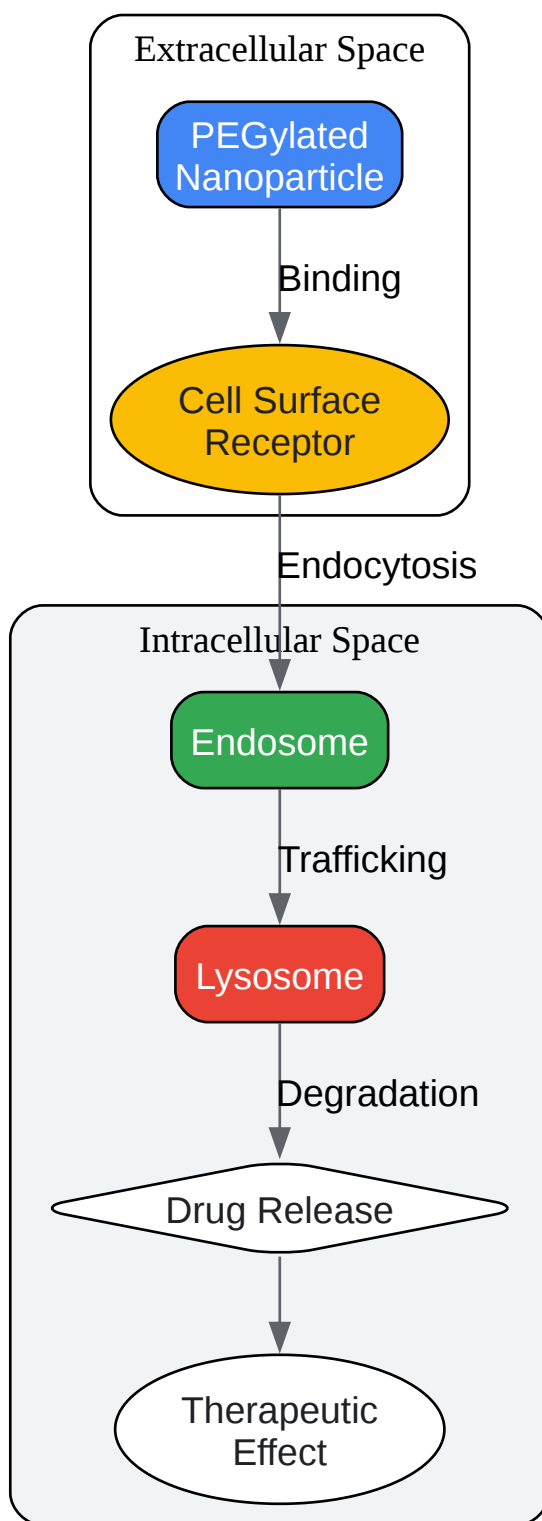 Extracellular Space
PEGylated
Nanoparticle
Binding
Cell Surface
Receptor
Endocytosis
Intracellular Space
Endosome
Trafficking
Lysosome
Degradation
Drug Release
Therapeutic
Effect